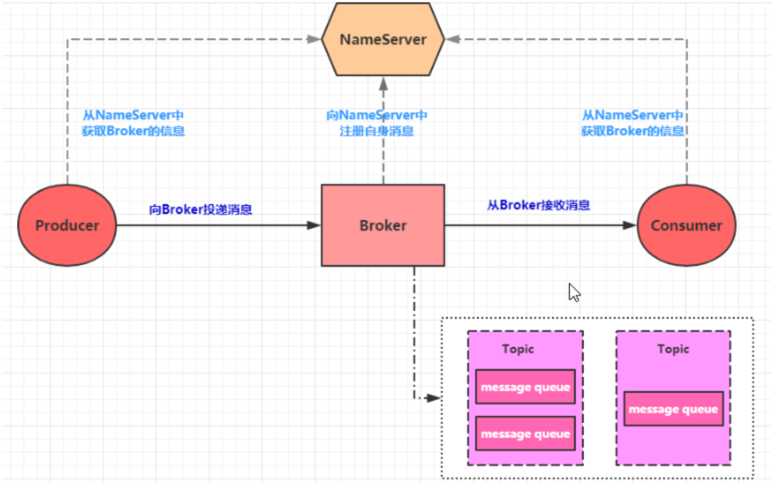 NameServer
从NameServer中
获取Broker的信息
向NameServer中
注册自身消息
从NameServer中
获取Broker的信息
Producer
向Broker投递消息
Broker
从Broker接收消息
Consumer
Topic
message queue
message queue
Topic
message queue